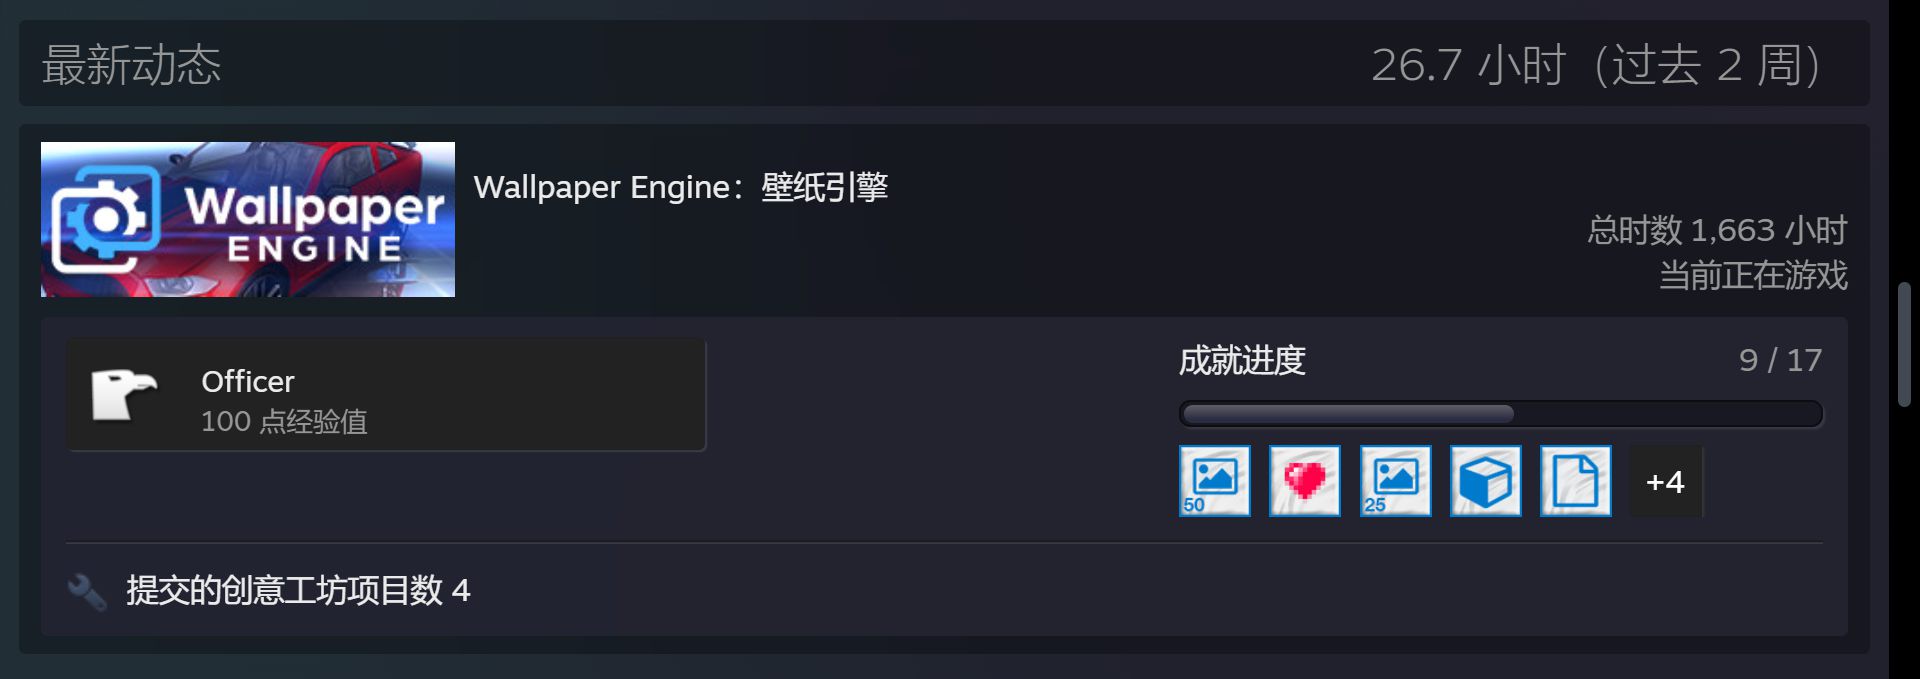 最新动态
26.7 小时（过去 2 周）
Wallpaper
ENGINE
Wallpaper Engine：壁纸引擎
总时数 1,663 小时
当前正在游戏
Officer
100 点经验值
成就进度
9 / 17
50
25
+4
提交的创意工坊项目数 4